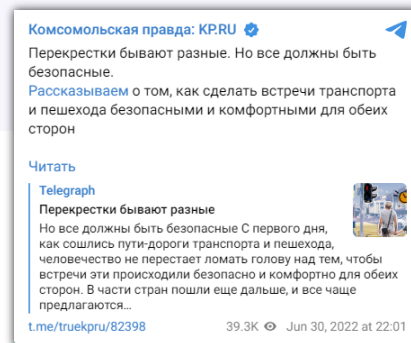 Комсомольская правда: KP.RU
Перекрестки бывают разные. Но все должны быть
безопасные.
Рассказываем о том, как сделать встречи транспорта
и пешехода безопасными и комфортными для обеих
сторон
Читать
Telegraph
Перекрестки бывают разные
Но все должны быть безопасные С первого дня,
как сошлись пути-дороги транспорта и пешехода,
человечество не перестает ломать голову над тем, чтобы
встречи эти происходили безопасно и комфортно для обеих
сторон. В части стран пошли еще дальше, и все чаще
предлагаются...
t.me/truekpru/82398 39.3K Jun 30, 2022 at 22:01